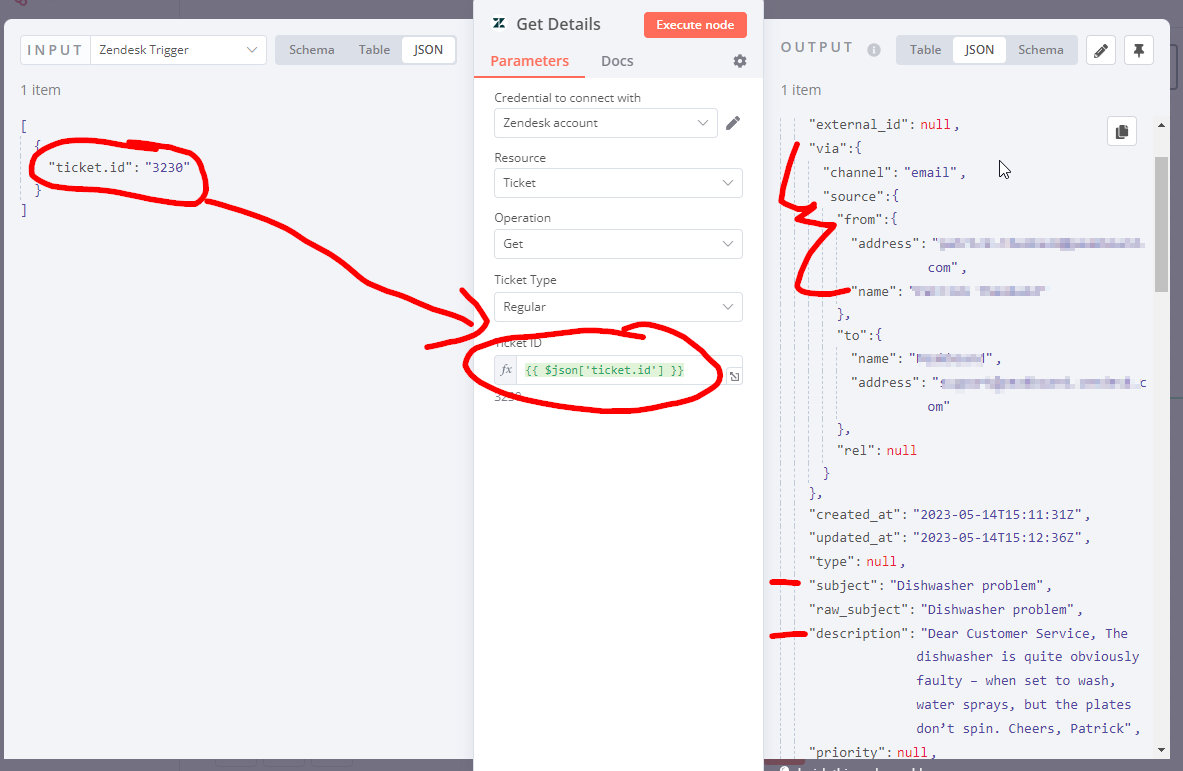 INPUT Zendesk Trigger Schema Table JSON
1 item
[
{
"ticket.id": "3230"
}
]
Get Details Execute node
Parameters Docs
Credential to connect with
Zendesk account
Resource
Ticket
Operation
Get
Ticket Type
Regular
Ticket ID
fx {{ $json['ticket.id'] }}
3230
OUTPUT Table JSON Schema
1 item
"external_id": null,
"via":{
"channel": "email",
"source":{
"from":{
"address": "
com",
"name": "
},
"to":{
"name": "
"address": "
om"
},
"rel": null
}
},
"created_at": "2023-05-14T15:11:31Z",
"updated_at": "2023-05-14T15:12:36Z",
"type": null,
"subject": "Dishwasher problem",
"raw_subject": "Dishwasher problem",
"description": "Dear Customer Service, The
dishwasher is quite obviously
faulty – when set to wash,
water sprays, but the plates
don’t spin. Cheers, Patrick",
"priority": null,